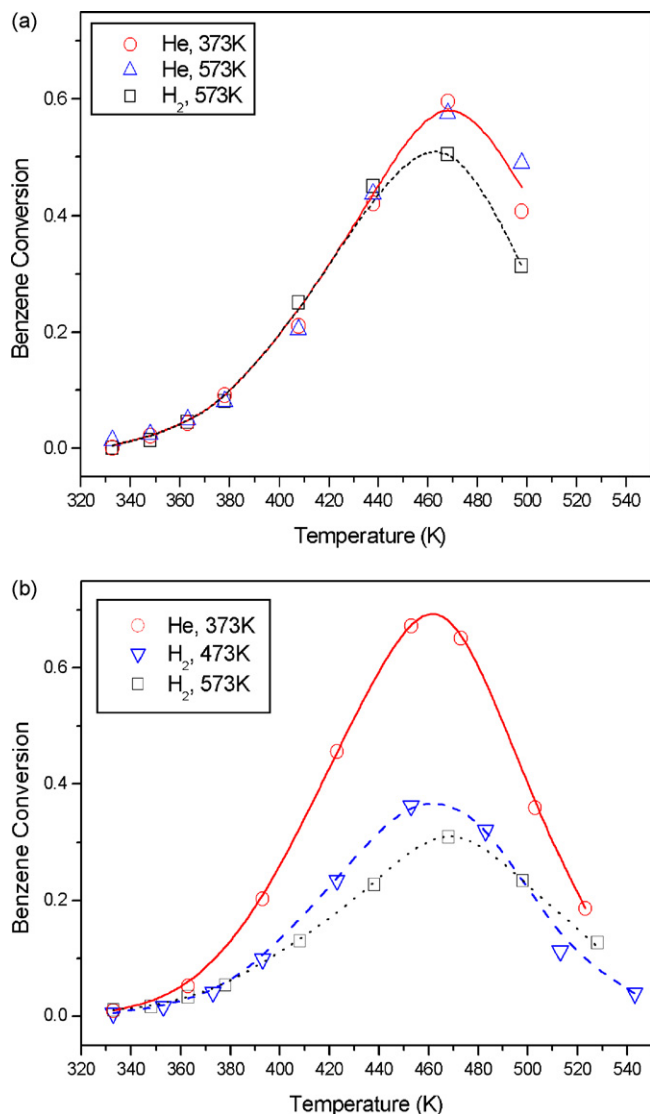 (a)
He, 373K
He, 573K
H₂, 573K
0.6
0.4
0.2
0.0
Benzene Conversion
320 340 360 380 400 420 440 460 480 500 520 540
Temperature (K)
(b)
He, 373K
H₂, 473K
H₂, 573K
0.6
0.4
0.2
0.0
Benzene Conversion
320 340 360 380 400 420 440 460 480 500 520 540
Temperature (K)